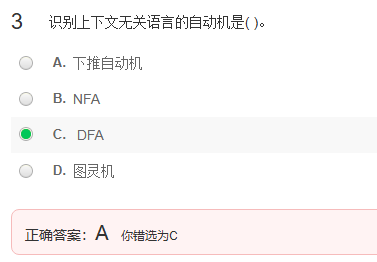 3 识别上下文无关语言的自动机是( )。
A. 下推自动机
B. NFA
C. DFA
D. 图灵机
正确答案：A 你错选为C